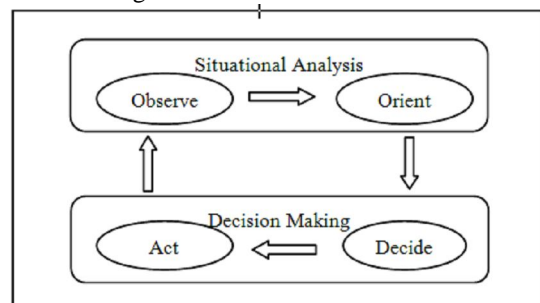 Situational Analysis
Observe
Orient
Decision Making
Act
Decide